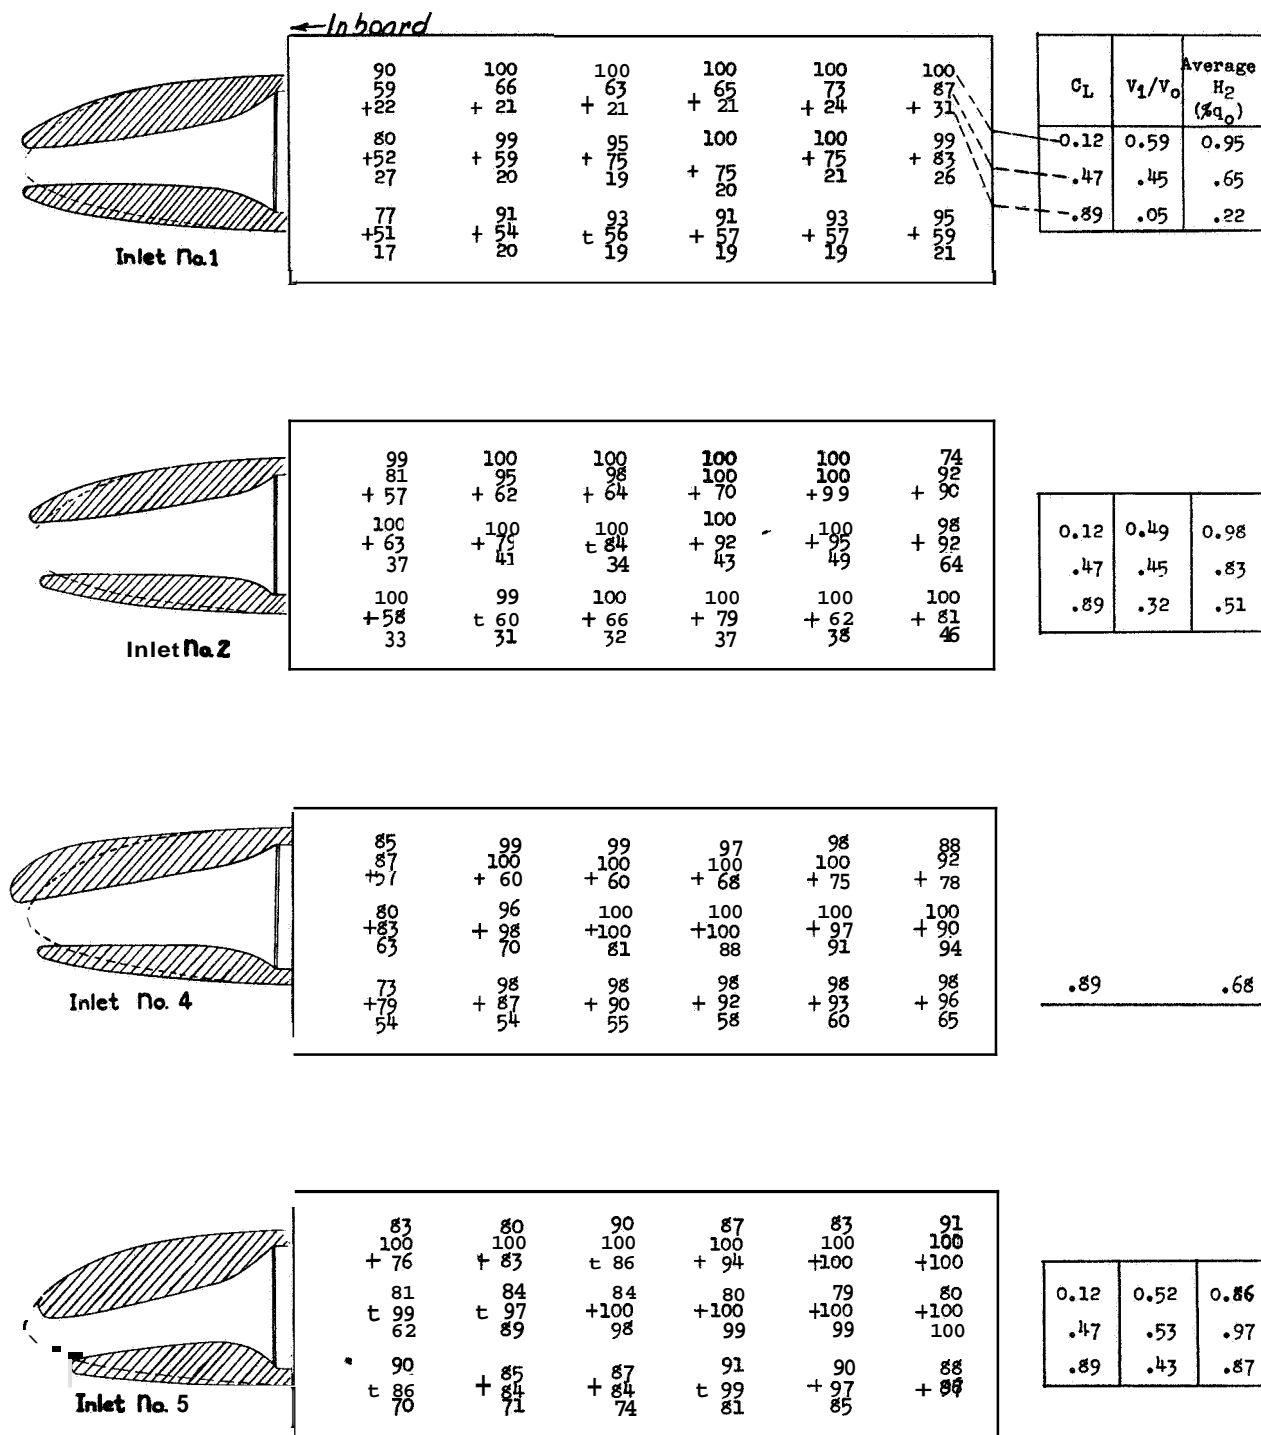 ←Inboard
90 100 100 100 100 100
59 66 63 65 73 87
+22 + 21 + 21 + 21 + 24 + 31
80 99 95 100 100 99
+52 + 59 + 75 + 75 + 75 + 83
27 20 19 20 21 26
77 91 93 91 93 95
+51 + 54 t 56 + 57 + 57 + 59
17 20 19 19 19 21
Inlet No.1
CL V1/Vo Average H2 (%qo)
0.12 0.59 0.95
.47 .45 .65
.89 .05 .22
99 100 100 100 100 74
81 95 98 100 100 92
+ 57 + 62 + 64 + 70 +99 + 90
100 100 100 100 100 98
+ 63 + 79 t 84 + 92 + 95 + 92
37 41 34 43 49 64
100 99 100 100 100 100
+58 t 60 + 66 + 79 + 62 + 81
33 31 32 37 38 46
Inlet No.2
0.12 0.49 0.98
.47 .45 .83
.89 .32 .51
85 99 99 97 98 88
87 100 100 100 100 92
+57 + 60 + 60 + 68 + 75 + 78
80 96 100 100 100 100
+83 + 98 +100 +100 + 97 + 90
63 70 81 88 91 94
73 98 98 98 98 98
+79 + 87 + 90 + 92 + 93 + 96
54 54 55 58 60 65
Inlet No. 4
.89 .68
83 80 90 87 83 91
100 100 100 100 100 100
+ 76 + 83 t 86 + 94 +100 +100
81 84 84 80 79 80
t 99 t 97 +100 +100 +100 +100
62 89 98 99 99 100
90 85 87 91 90 88
t 86 + 84 + 84 t 99 + 97 +
70 71 74 81 85
Inlet No. 5
0.12 0.52 0.86
.47 .53 .97
.89 .43 .87